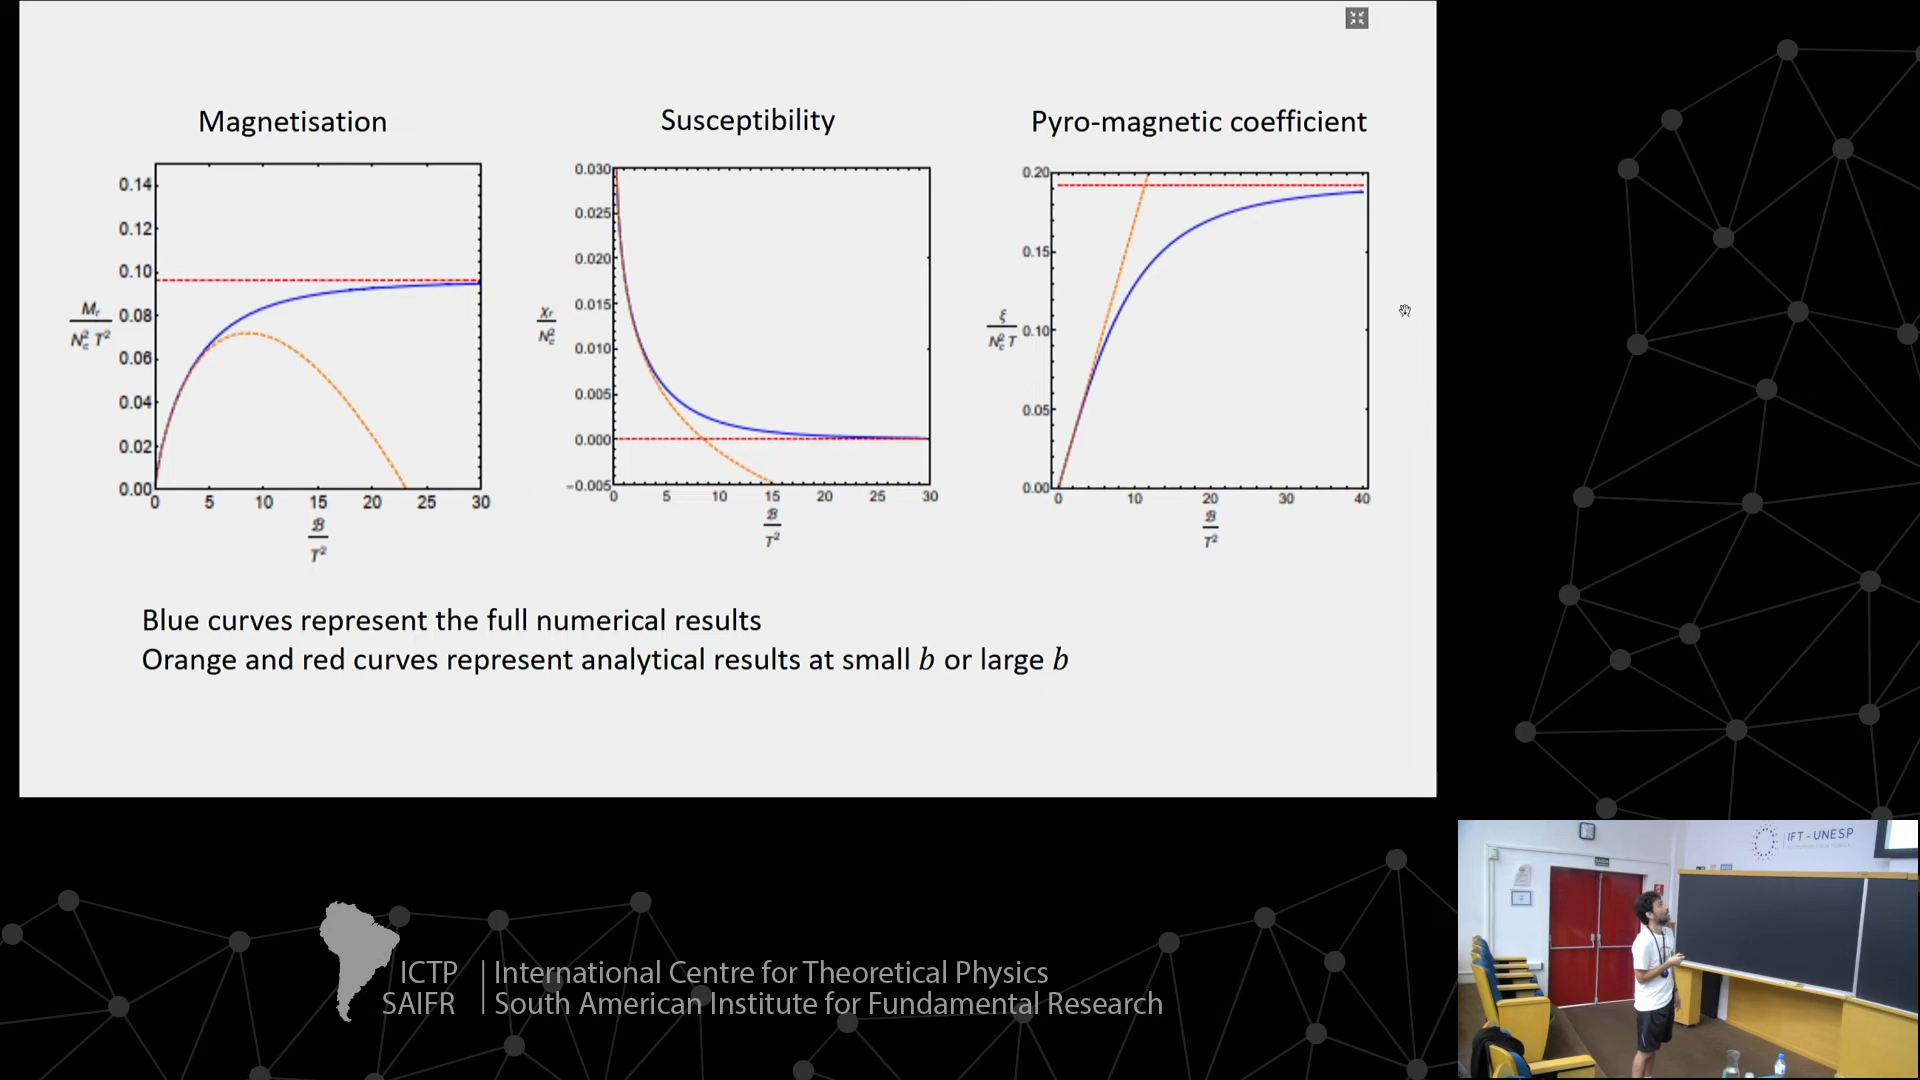 Magnetisation
Susceptibility
Pyro-magnetic coefficient
0.14
0.12
0.10
0.08
0.06
0.04
0.02
0.00
M_r
N_c^2 T^2
0 5 10 15 20 25 30
ℬ
T^2
0.030
0.025
0.020
0.015
0.010
0.005
0.000
-0.005
χ_r
N_c^2
0 5 10 15 20 25 30
ℬ
T^2
0.20
0.15
0.10
0.05
0.00
ξ
N_c^2 T
0 10 20 30 40
ℬ
T^2
Blue curves represent the full numerical results
Orange and red curves represent analytical results at small b or large b
ICTP
SAIFR
International Centre for Theoretical Physics
South American Institute for Fundamental Research
IFT - UNESP